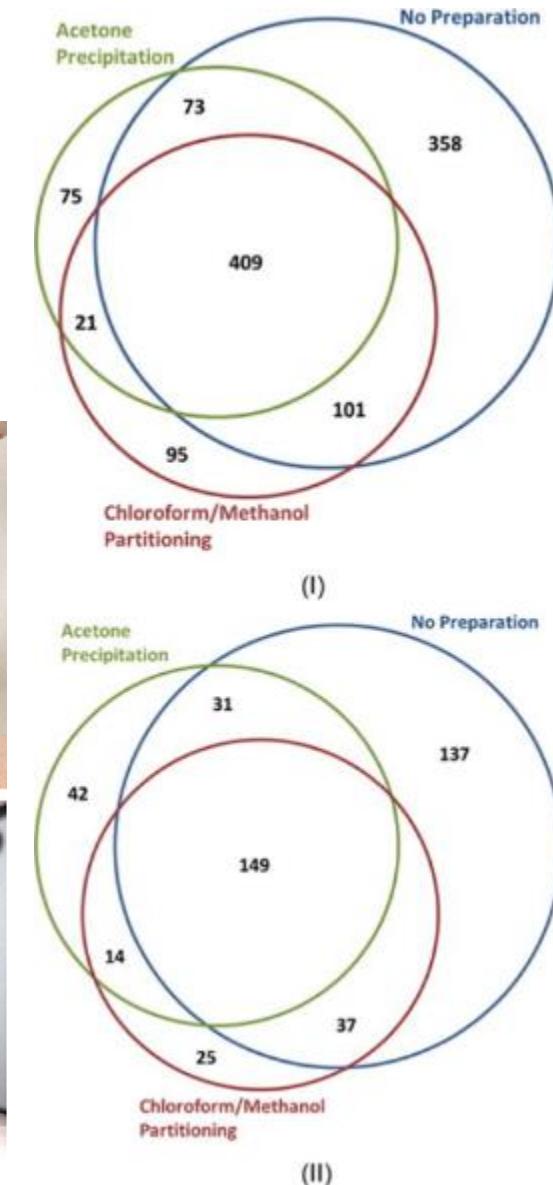 No Preparation
Acetone
Precipitation
73
358
75
409
21
101
95
Chloroform/Methanol
Partitioning
(I)
No Preparation
Acetone
Precipitation
31
137
42
149
14
37
25
Chloroform/Methanol
Partitioning
(II)